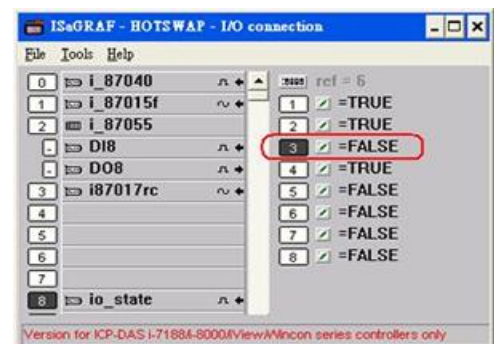 ISaGRAF - HOTSWAP - I/O connection
File Tools Help
0 i_87040
1 i_87015f
2 i_87055
. DI8
. DO8
3 i87017rc
4
5
6
7
8 io_state
ref = 6
1 =TRUE
2 =TRUE
3 =FALSE
4 =TRUE
5 =FALSE
6 =FALSE
7 =FALSE
8 =FALSE
Version for ICP-DAS i-7188/i-8000/iView/Wincon series controllers only